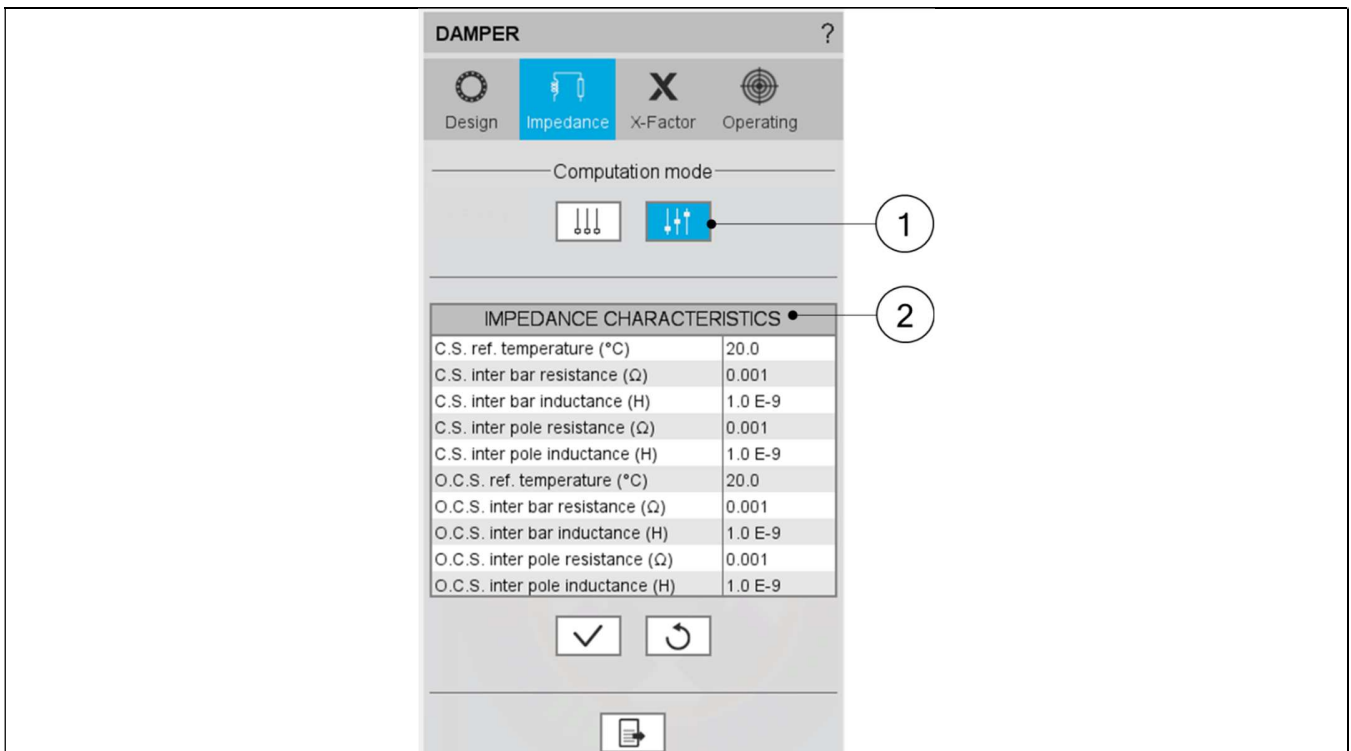 DAMPER ?
Design Impedance X-Factor Operating
Computation mode
1
IMPEDANCE CHARACTERISTICS
2
C.S. ref. temperature (°C) 20.0
C.S. inter bar resistance (Ω) 0.001
C.S. inter bar inductance (H) 1.0 E-9
C.S. inter pole resistance (Ω) 0.001
C.S. inter pole inductance (H) 1.0 E-9
O.C.S. ref. temperature (°C) 20.0
O.C.S. inter bar resistance (Ω) 0.001
O.C.S. inter bar inductance (H) 1.0 E-9
O.C.S. inter pole resistance (Ω) 0.001
O.C.S. inter pole inductance (H) 1.0 E-9